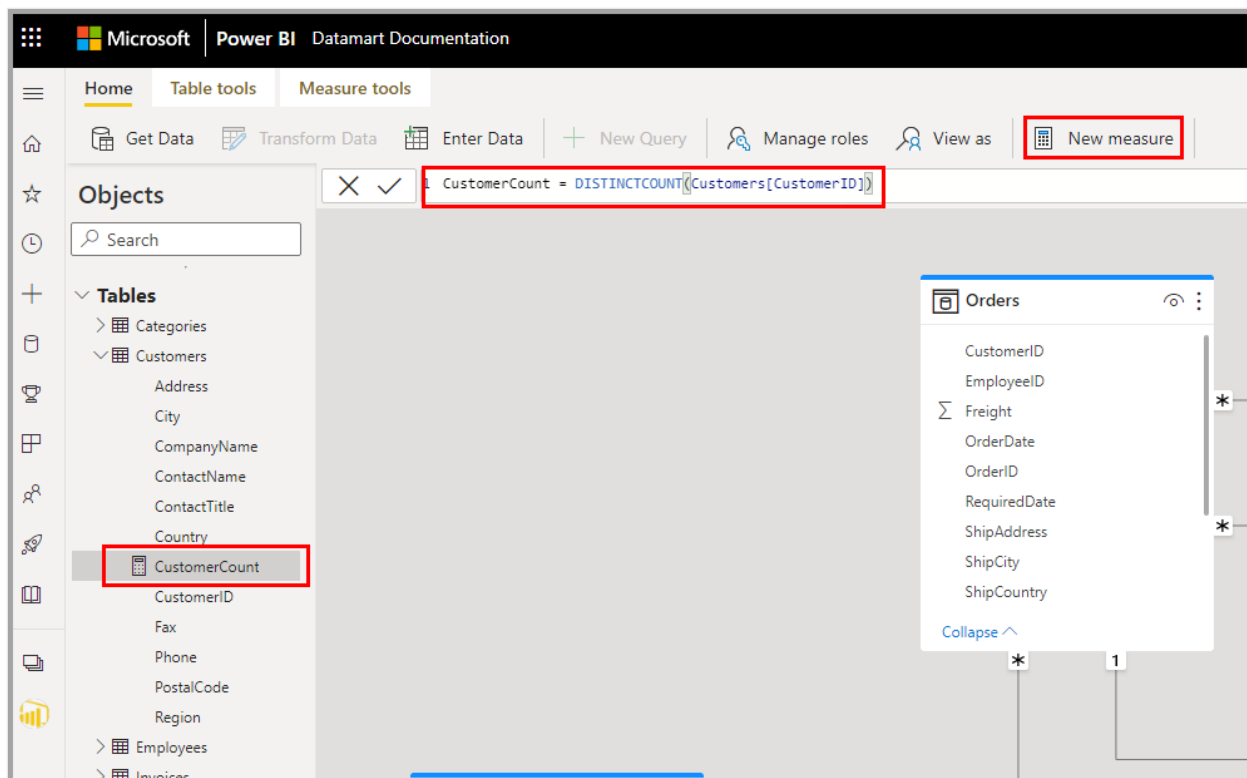 Microsoft Power BI Datamart Documentation
Home Table tools Measure tools
Get Data Transform Data Enter Data New Query Manage roles View as New measure
1 CustomerCount = DISTINCTCOUNT(Customers[CustomerID])
Objects
Search
Tables
Categories
Customers
Address
City
CompanyName
ContactName
ContactTitle
Country
CustomerCount
CustomerID
Fax
Phone
PostalCode
Region
Employees
Invoices
Orders
CustomerID
EmployeeID
Σ Freight
OrderDate
OrderID
RequiredDate
ShipAddress
ShipCity
ShipCountry
Collapse
*
*
* 1